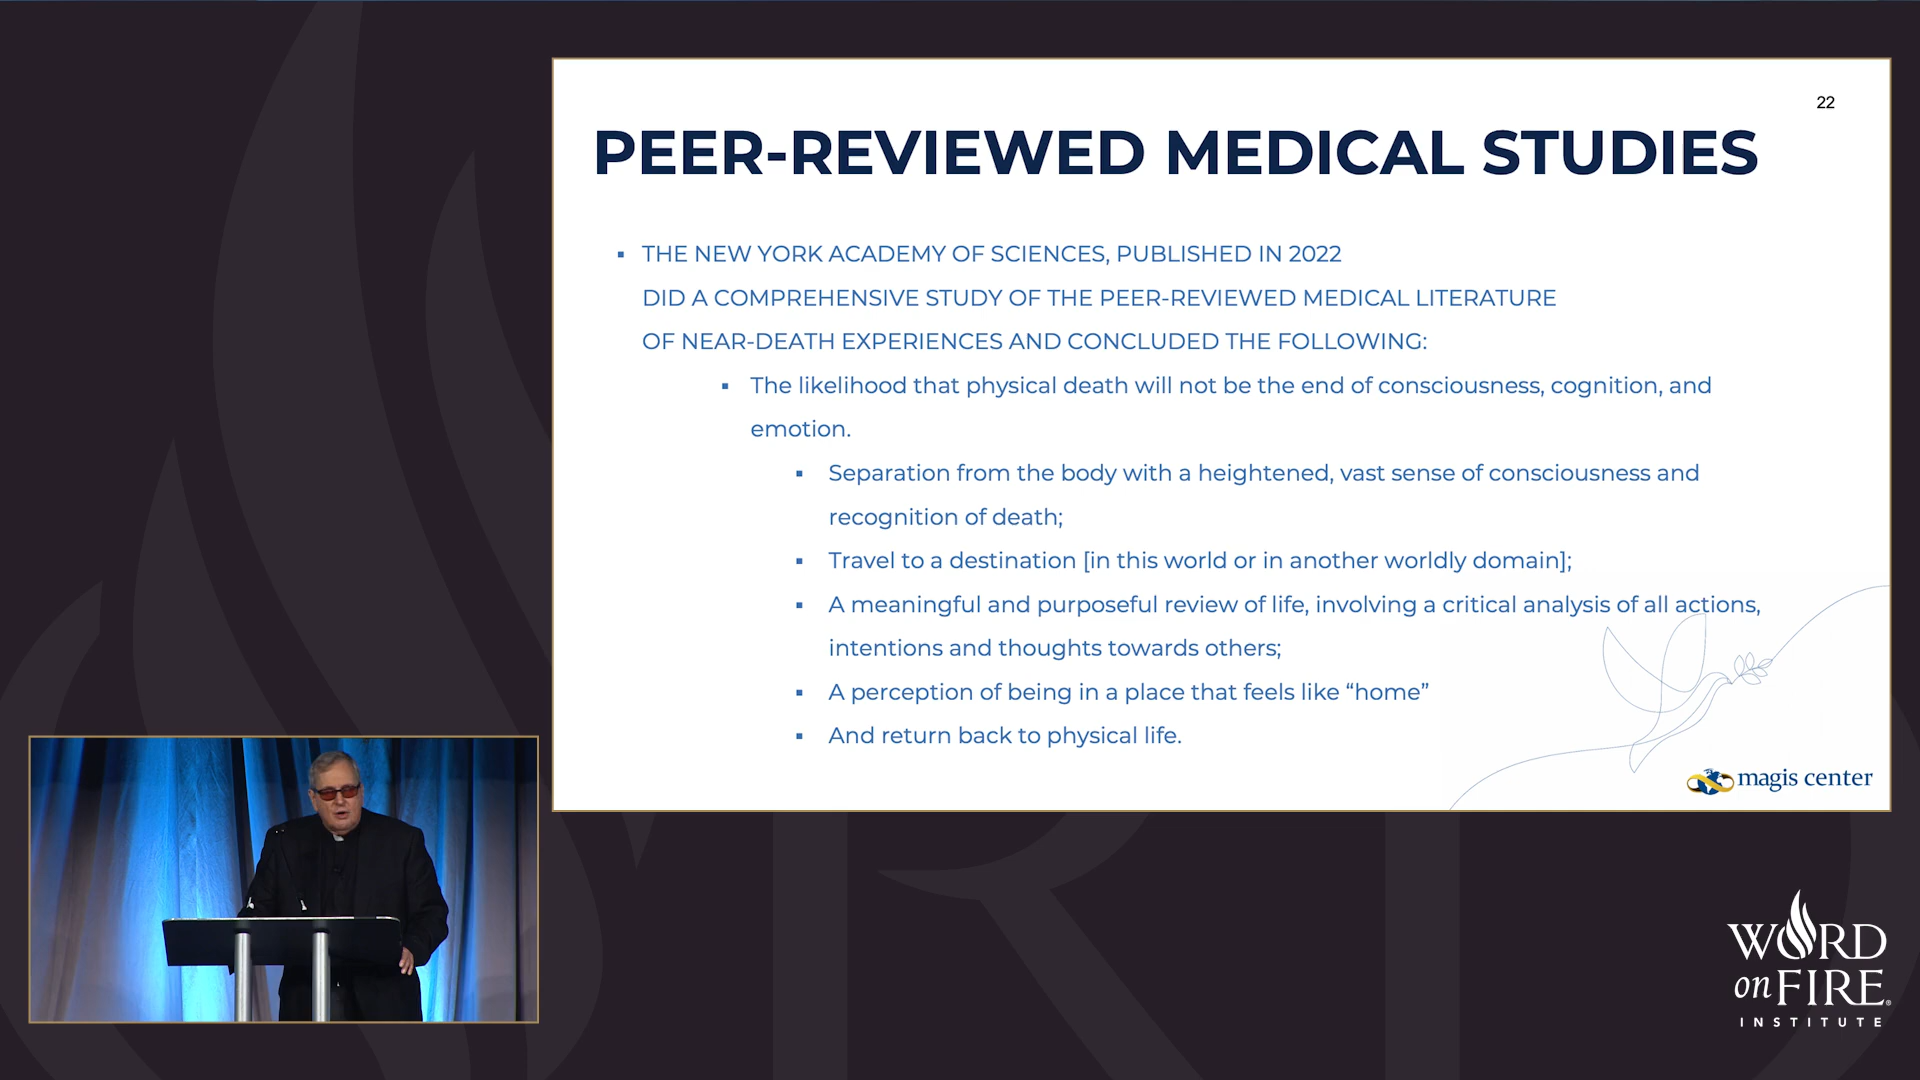 22
PEER-REVIEWED MEDICAL STUDIES
▪ THE NEW YORK ACADEMY OF SCIENCES, PUBLISHED IN 2022
DID A COMPREHENSIVE STUDY OF THE PEER-REVIEWED MEDICAL LITERATURE
OF NEAR-DEATH EXPERIENCES AND CONCLUDED THE FOLLOWING:
▪ The likelihood that physical death will not be the end of consciousness, cognition, and
emotion.
▪ Separation from the body with a heightened, vast sense of consciousness and
recognition of death;
▪ Travel to a destination [in this world or in another worldly domain];
▪ A meaningful and purposeful review of life, involving a critical analysis of all actions,
intentions and thoughts towards others;
▪ A perception of being in a place that feels like “home”
▪ And return back to physical life.
magis center
WORD
on FIRE®
INSTITUTE